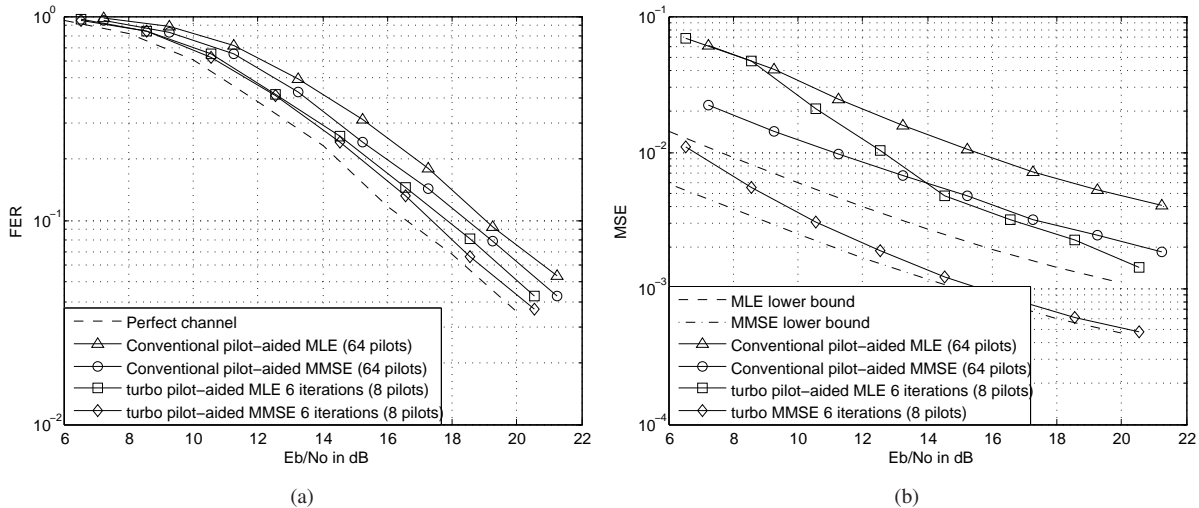 10^0
10^-1
10^-2
FER
6 8 10 12 14 16 18 20 22
Eb/No in dB
Perfect channel
Conventional pilot-aided MLE (64 pilots)
Conventional pilot-aided MMSE (64 pilots)
turbo pilot-aided MLE 6 iterations (8 pilots)
turbo pilot-aided MMSE 6 iterations (8 pilots)
(a)
10^-1
10^-2
10^-3
10^-4
MSE
6 8 10 12 14 16 18 20 22
Eb/No in dB
MLE lower bound
MMSE lower bound
Conventional pilot-aided MLE (64 pilots)
Conventional pilot-aided MMSE (64 pilots)
turbo pilot-aided MLE 6 iterations (8 pilots)
turbo MMSE 6 iterations (8 pilots)
(b)